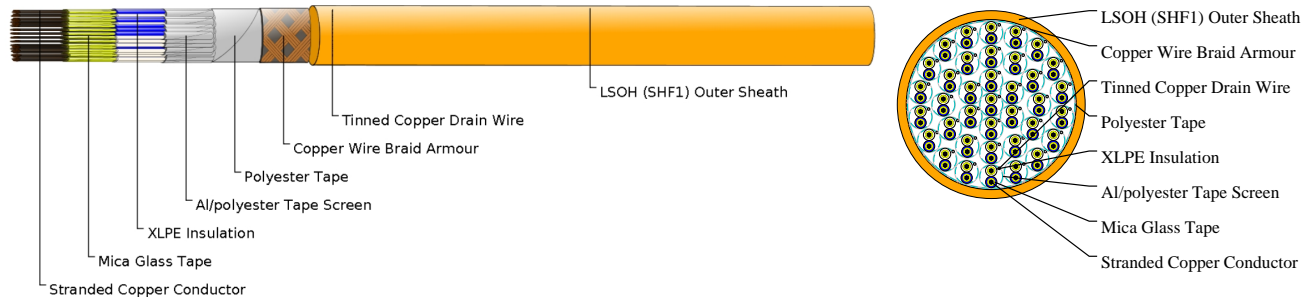 LSOH (SHF1) Outer Sheath
Tinned Copper Drain Wire
Copper Wire Braid Armour
Polyester Tape
Al/polyester Tape Screen
XLPE Insulation
Mica Glass Tape
Stranded Copper Conductor
LSOH (SHF1) Outer Sheath
Copper Wire Braid Armour
Tinned Copper Drain Wire
Polyester Tape
XLPE Insulation
Al/polyester Tape Screen
Mica Glass Tape
Stranded Copper Conductor